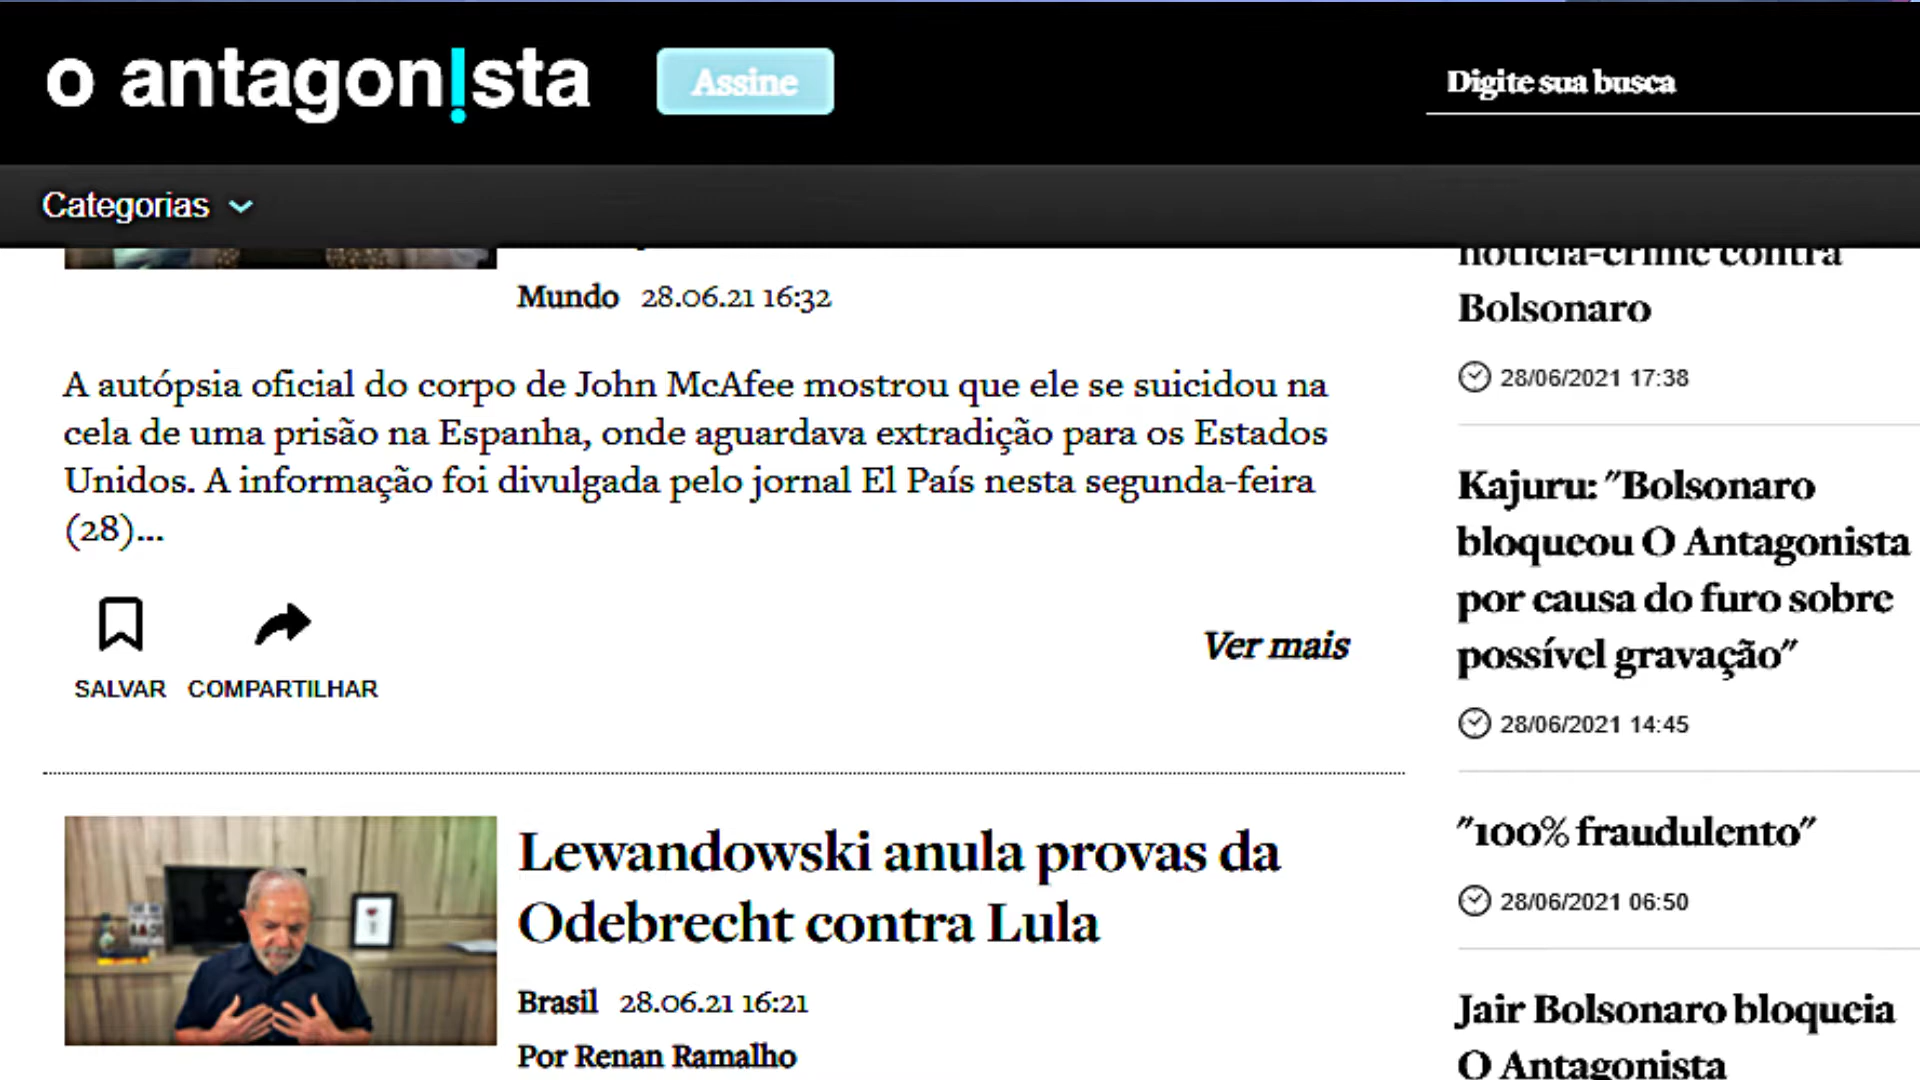 o antagon!sta
Assine
Digite sua busca
Categorias
Mundo 28.06.21 16:32
A autópsia oficial do corpo de John McAfee mostrou que ele se suicidou na
cela de uma prisão na Espanha, onde aguardava extradição para os Estados
Unidos. A informação foi divulgada pelo jornal El País nesta segunda-feira
(28)...
SALVAR COMPARTILHAR
Ver mais
Lewandowski anula provas da
Odebrecht contra Lula
Brasil 28.06.21 16:21
Por Renan Ramalho
notícia-crime contra
Bolsonaro
28/06/2021 17:38
Kajuru: "Bolsonaro
bloqueou O Antagonista
por causa do furo sobre
possível gravação"
28/06/2021 14:45
"100% fraudulento"
28/06/2021 06:50
Jair Bolsonaro bloqueia
O Antagonista